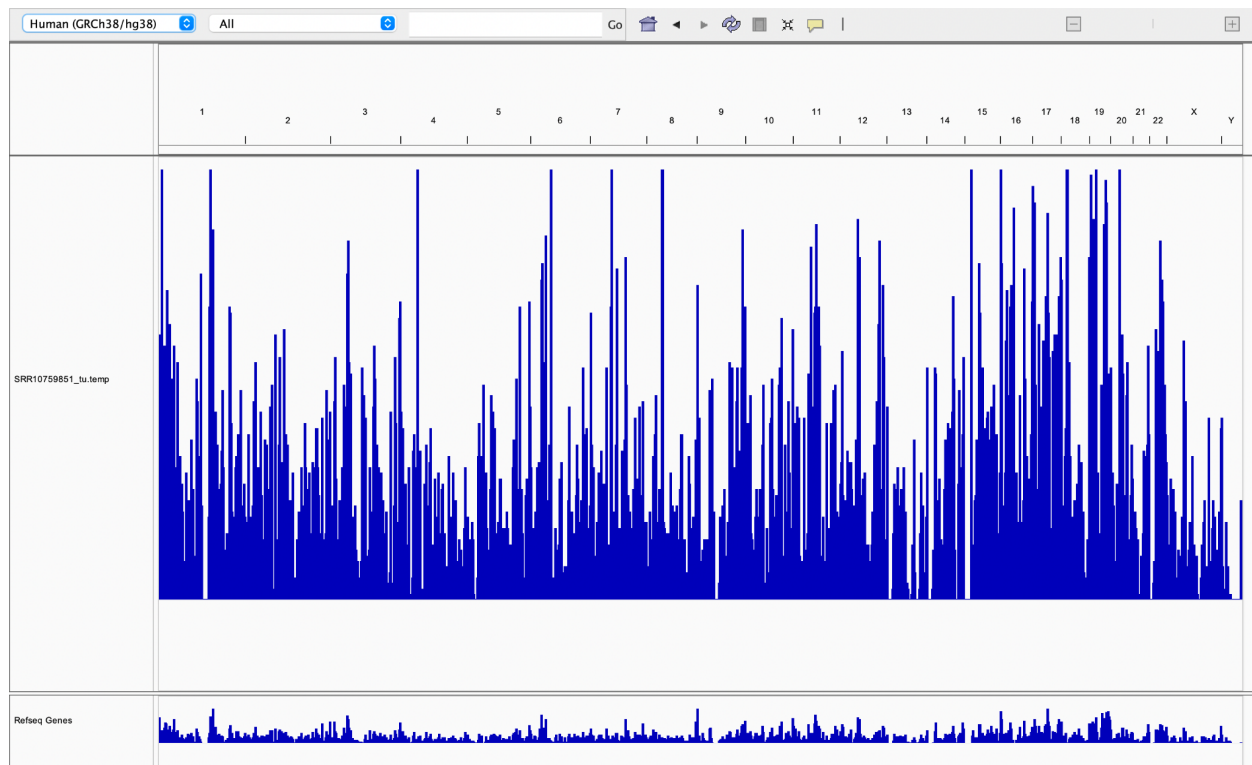 Human (GRCh38/hg38) All Go
1 2 3 4 5 6 7 8 9 10 11 12 13 14 15 16 17 18 19 20 21 22 X Y
SRR10759851_tu.temp
Refseq Genes